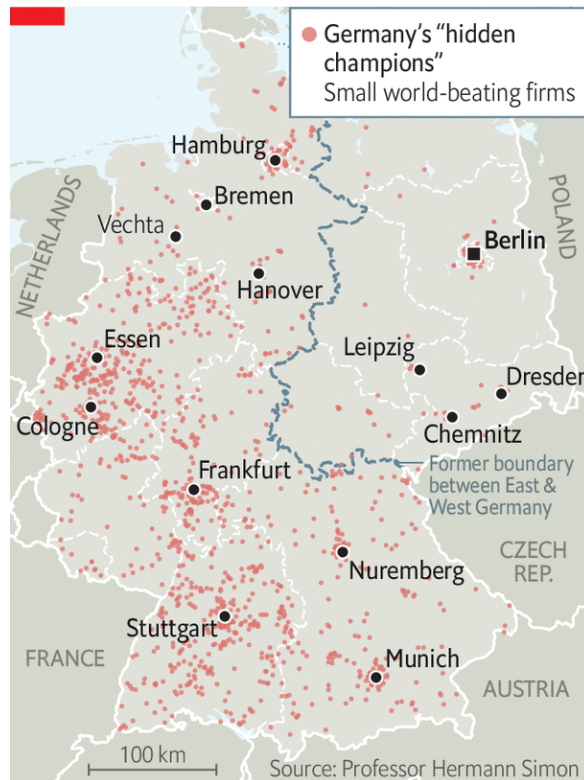 Germany's “hidden
champions”
Small world-beating firms
Hamburg
Bremen
Vechta
POLAND
Berlin
NETHERLANDS
Hanover
Essen
Leipzig
Dresden
Cologne
Chemnitz
Frankfurt
Former boundary
between East &
West Germany
Nuremberg
CZECH
REP.
Stuttgart
FRANCE
Munich
AUSTRIA
100 km
Source: Professor Hermann Simon